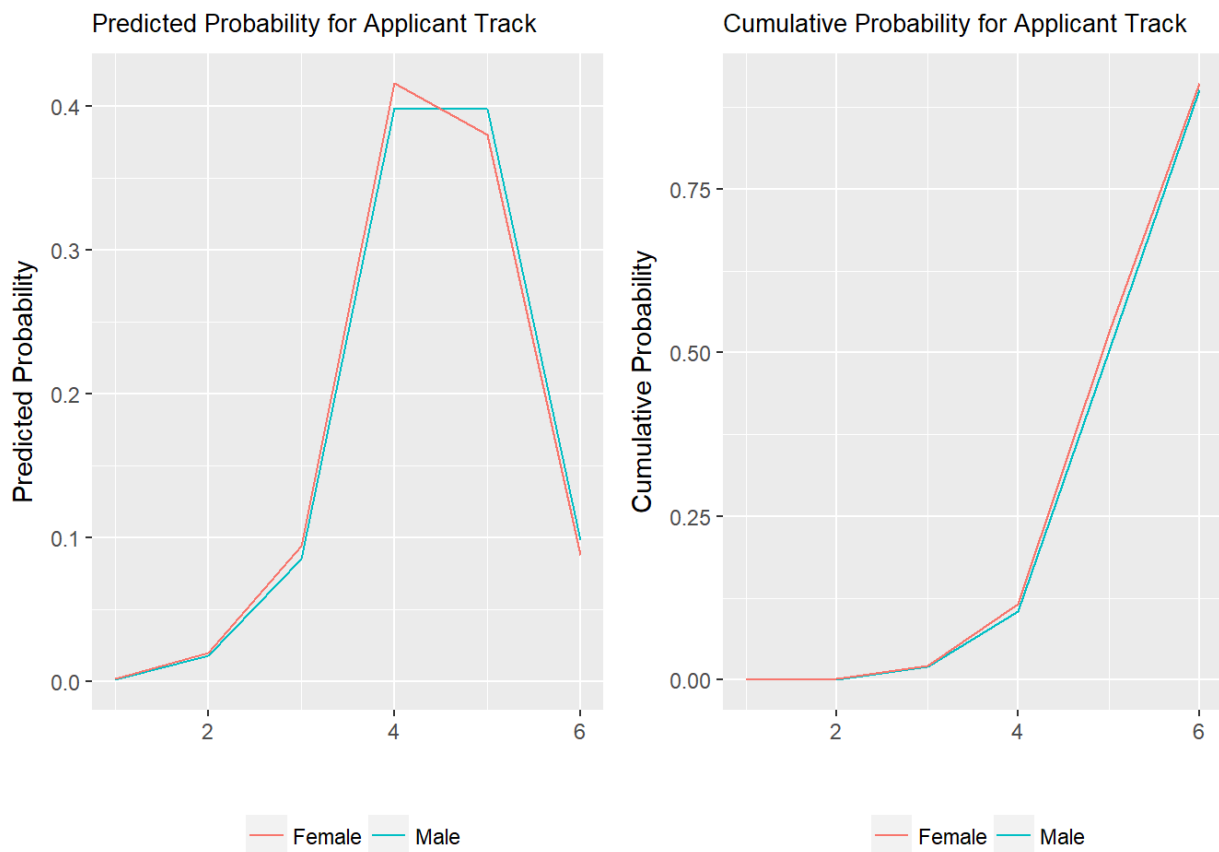 Predicted Probability for Applicant Track
Predicted Probability
0.4
0.3
0.2
0.1
0.0
2 4 6
Female Male
Cumulative Probability for Applicant Track
Cumulative Probability
0.75
0.50
0.25
0.00
2 4 6
Female Male